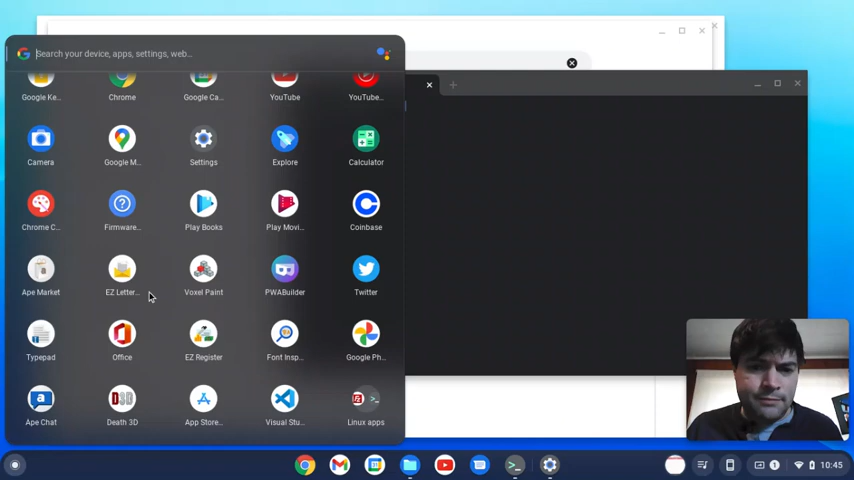 Search your device, apps, settings, web...
Google Ke...
Chrome
Google Ca...
YouTube
YouTube...
Camera
Google M...
Settings
Explore
Calculator
Chrome C...
Firmware...
Play Books
Play Movi...
Coinbase
Ape Market
EZ Letter...
Voxel Paint
PWABuilder
Twitter
Typepad
Office
EZ Register
Font Insp...
Google Ph...
Ape Chat
Death 3D
App Store...
Visual Stu...
Linux apps
1
10:45